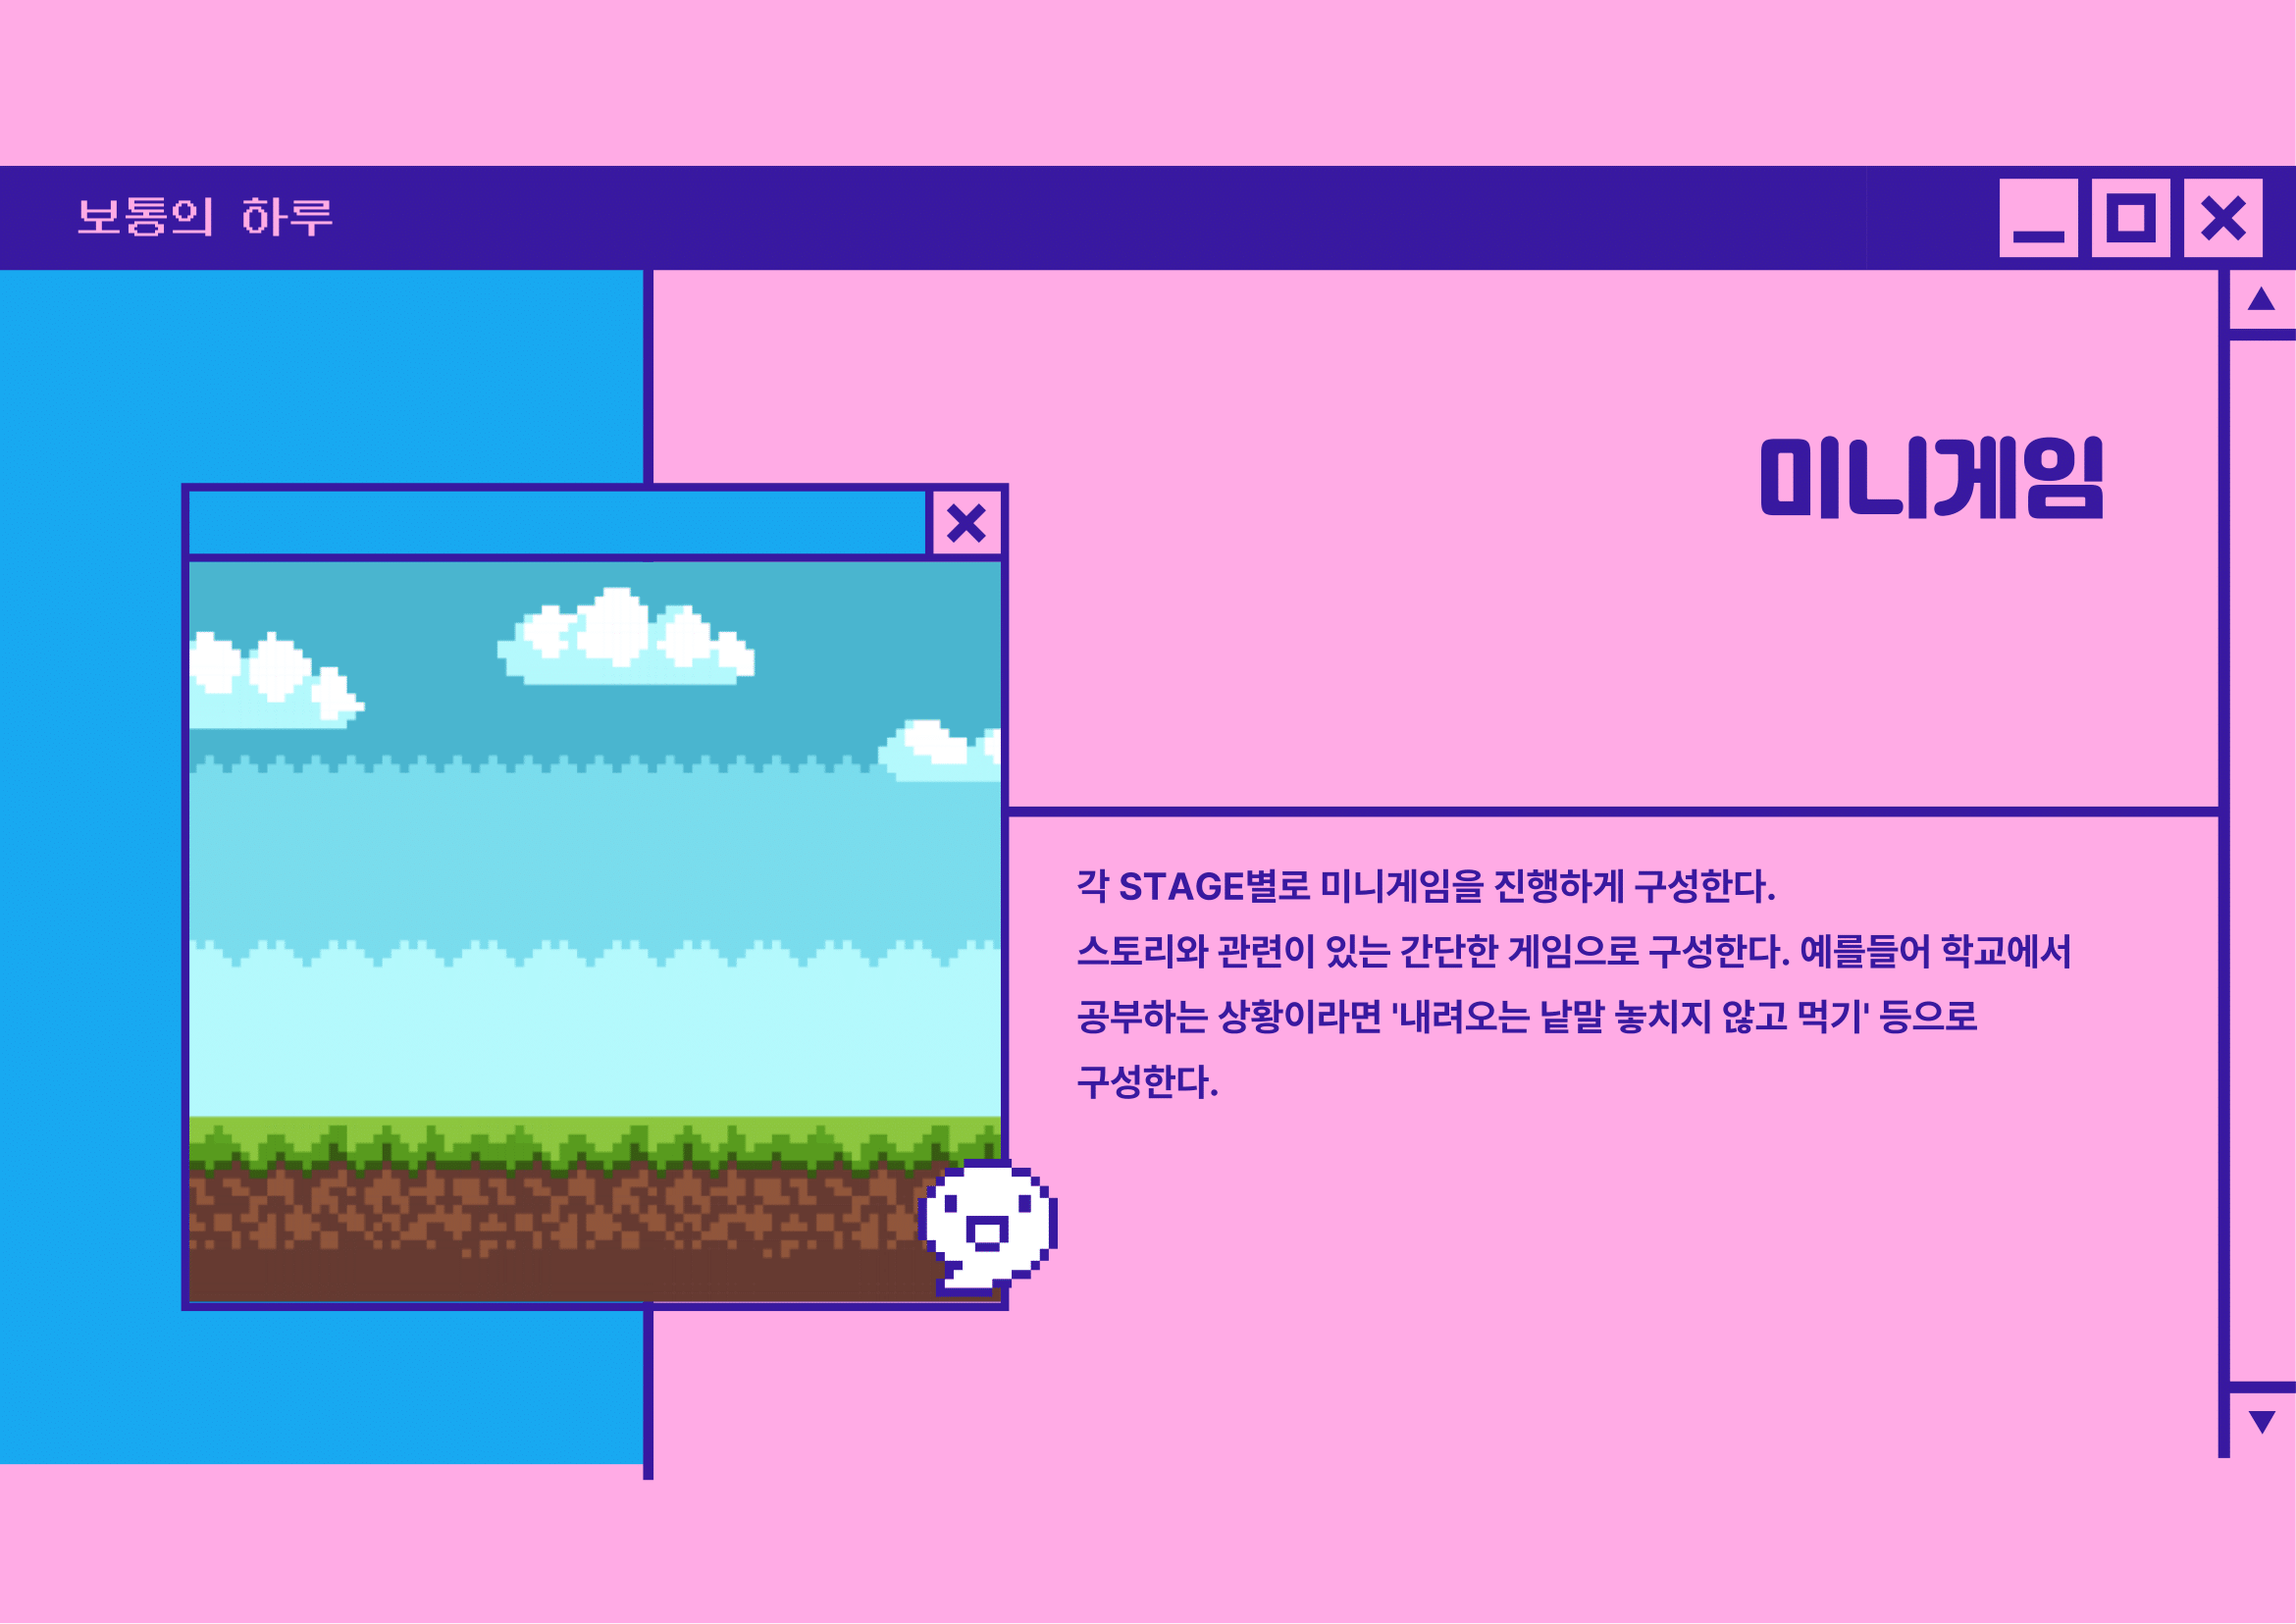 보통의 하루
미니게임
각 STAGE별로 미니게임을 진행하게 구성한다.
스토리와 관련이 있는 간단한 게임으로 구성한다. 예를들어 학교에서
공부하는 상황이라면 '내려오는 낱말 놓치지 않고 먹기' 등으로
구성한다.